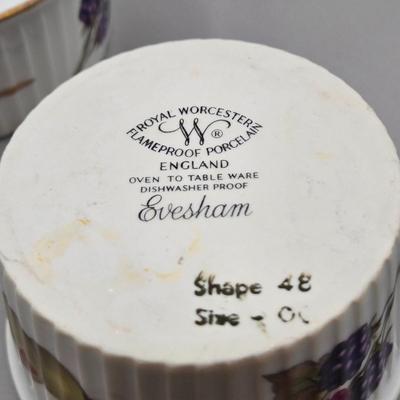 ROYAL WORCESTER
W®
FLAMEPROOF PORCELAIN
ENGLAND
OVEN TO TABLE WARE
DISHWASHER PROOF
Evesham
Shape 48
Size